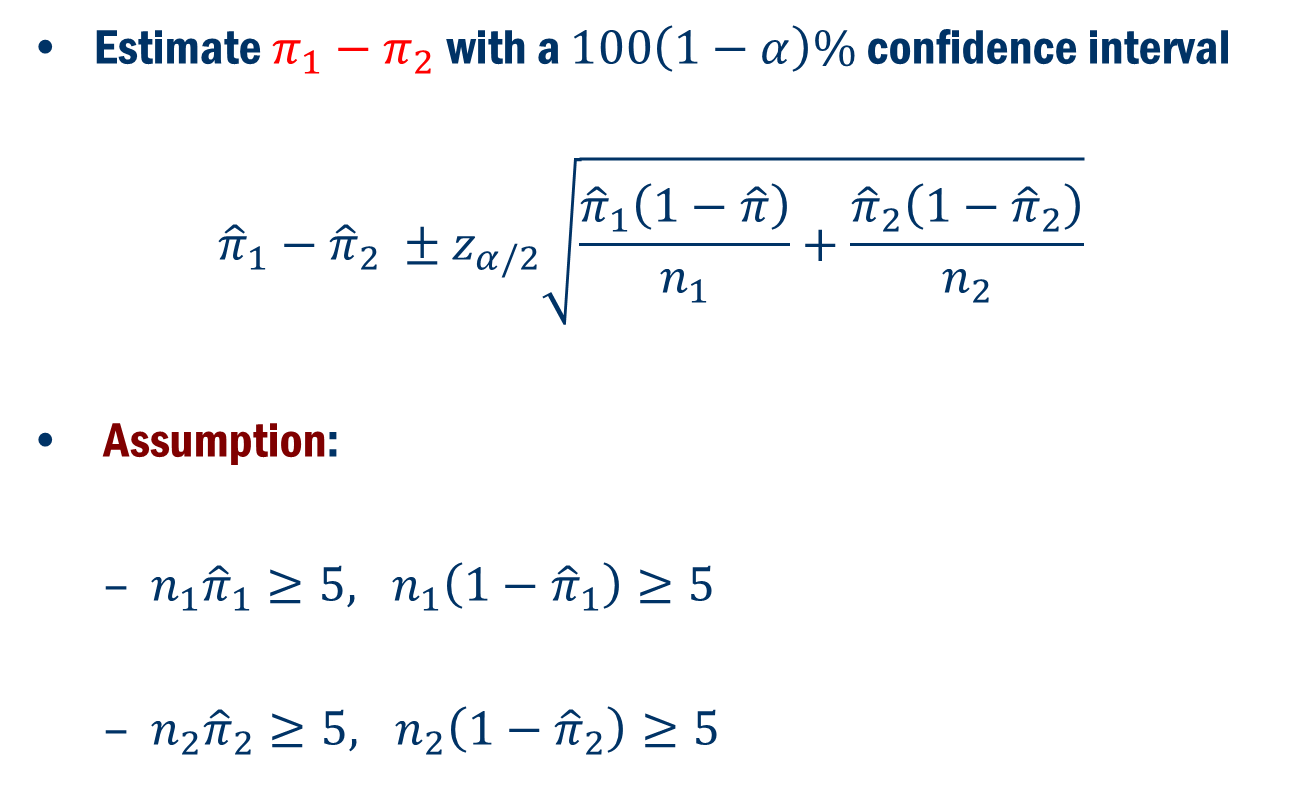 • Estimate π₁ − π₂ with a 100(1 − α)% confidence interval
π̂₁ − π̂₂ ± z_{α/2} √( π̂₁(1 − π̂)/n₁ + π̂₂(1 − π̂₂)/n₂ )
• Assumption:
– n₁π̂₁ ≥ 5, n₁(1 − π̂₁) ≥ 5
– n₂π̂₂ ≥ 5, n₂(1 − π̂₂) ≥ 5